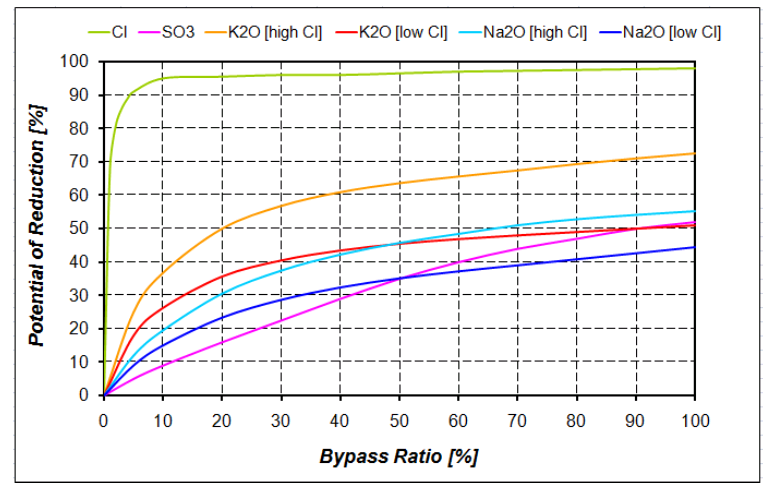 Cl SO3 K2O [high Cl] K2O [low Cl] Na2O [high Cl] Na2O [low Cl]
100
90
80
70
60
50
40
30
20
10
0
Potential of Reduction [%]
0 10 20 30 40 50 60 70 80 90 100
Bypass Ratio [%]